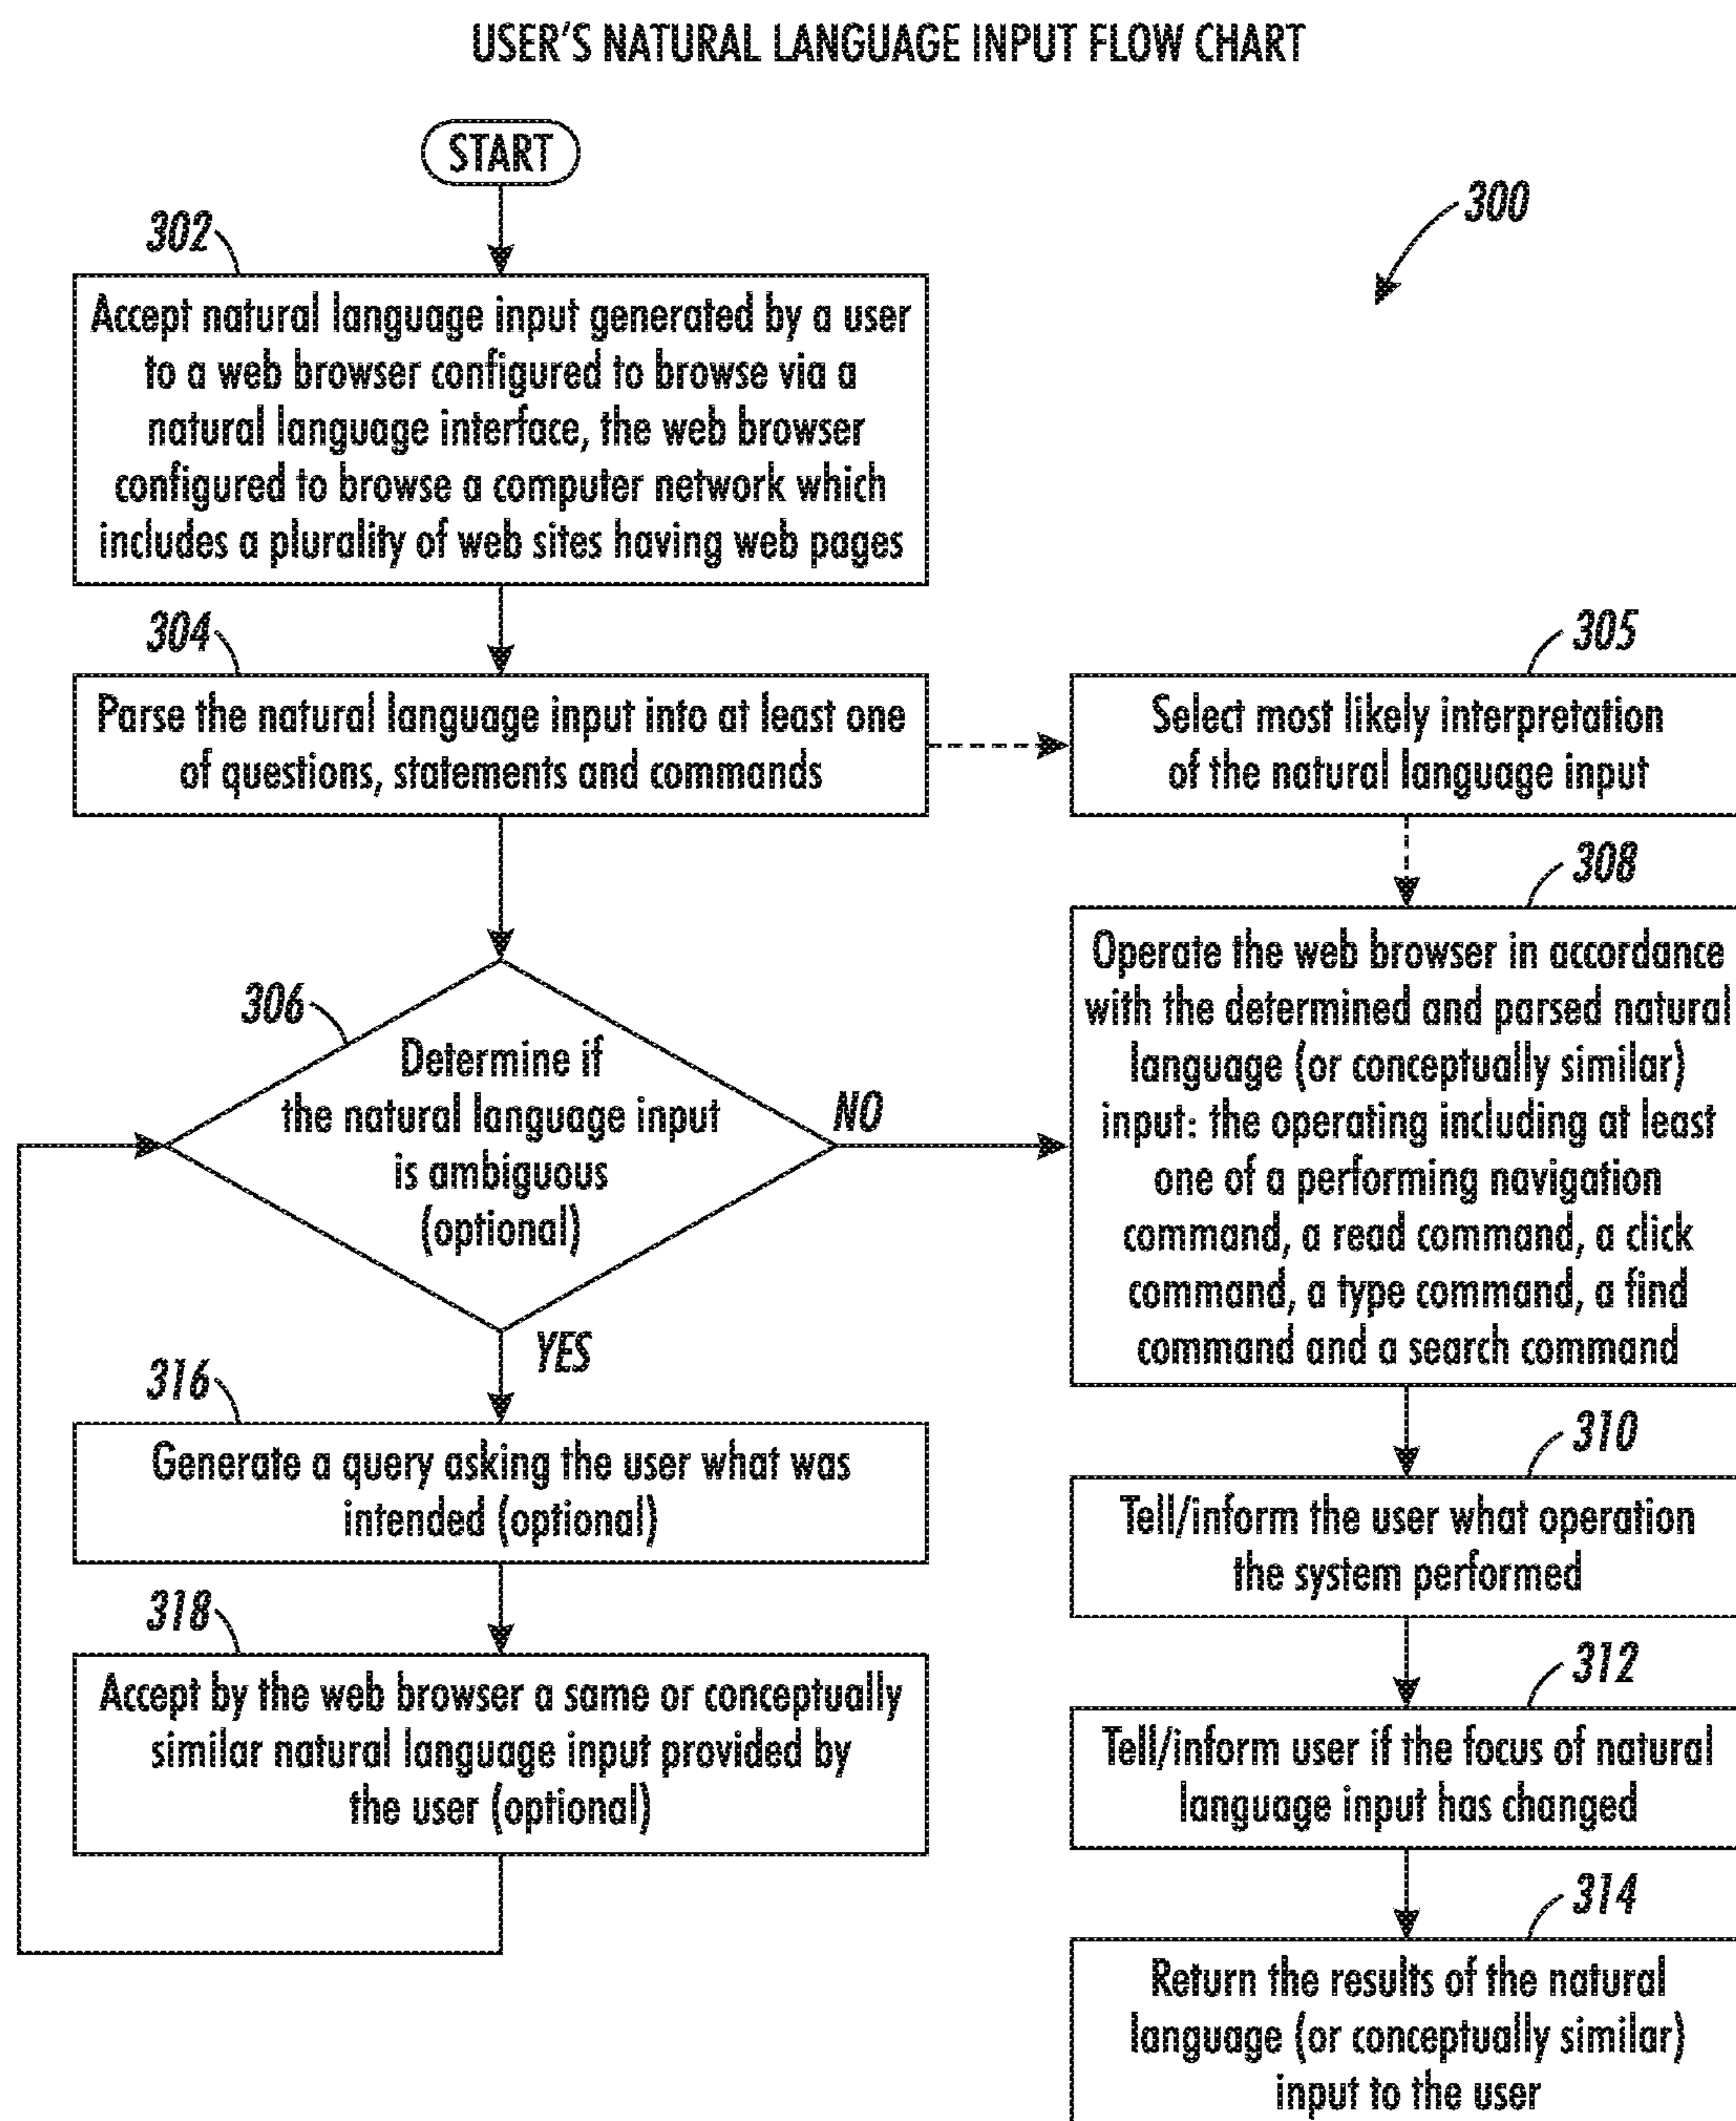 USER'S NATURAL LANGUAGE INPUT FLOW CHART
START
300
302
Accept natural language input generated by a user
to a web browser configured to browse via a
natural language interface, the web browser
configured to browse a computer network which
includes a plurality of web sites having web pages
304
Parse the natural language input into at least one
of questions, statements and commands
305
Select most likely interpretation
of the natural language input
306
Determine if
the natural language input
is ambiguous
(optional)
NO
YES
308
Operate the web browser in accordance
with the determined and parsed natural
language (or conceptually similar)
input: the operating including at least
one of a performing navigation
command, a read command, a click
command, a type command, a find
command and a search command
316
Generate a query asking the user what was
intended (optional)
318
Accept by the web browser a same or conceptually
similar natural language input provided by
the user (optional)
310
Tell/inform the user what operation
the system performed
312
Tell/inform user if the focus of natural
language input has changed
314
Return the results of the natural
language (or conceptually similar)
input to the user